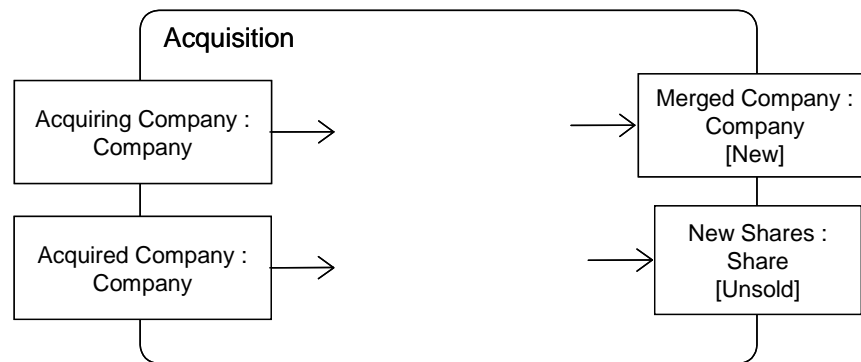 Acquisition
Acquiring Company :
Company
Merged Company :
Company
[New]
Acquired Company :
Company
New Shares :
Share
[Unsold]